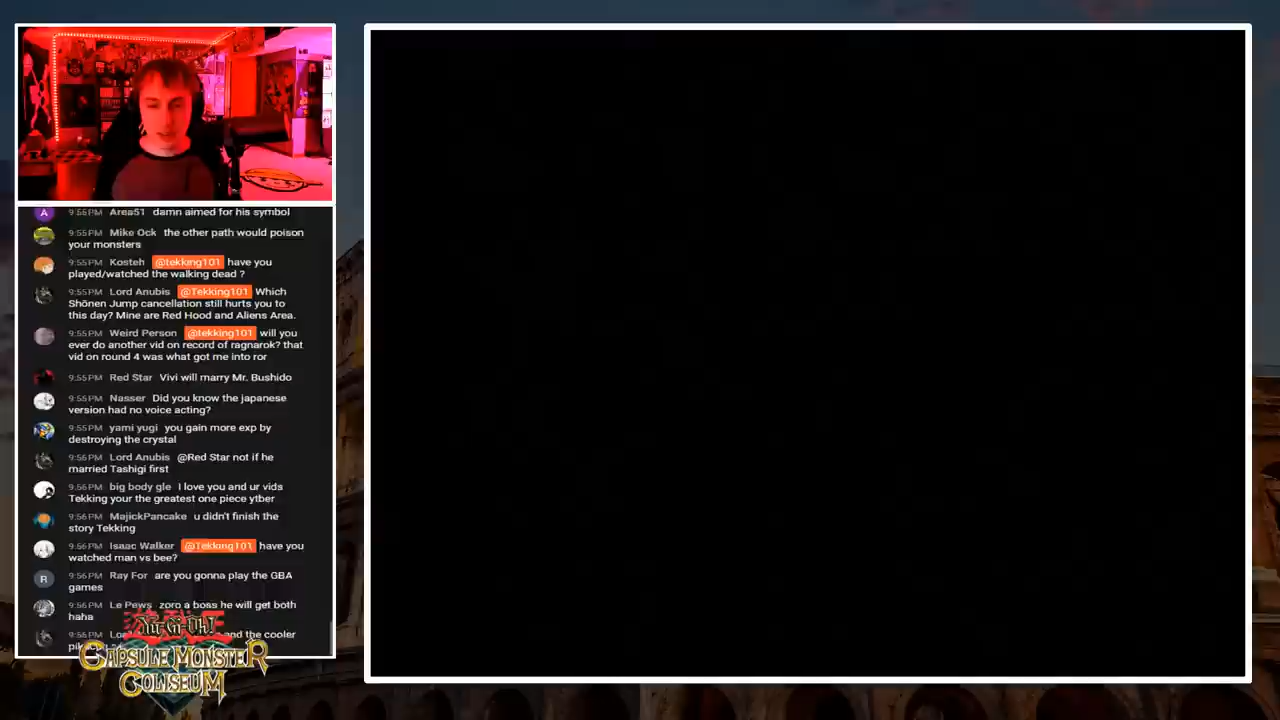 9:55PM Area51 damn aimed for his symbol
9:55PM Mike Ock the other path would poison
your monsters
9:55PM Kosteh @tekking101 have you
played/watched the walking dead ?
9:55PM Lord Anubis @Tekking101 Which
Shōnen Jump cancellation still hurts you to
this day? Mine are Red Hood and Aliens Area.
9:55PM Weird Person @tekking101 will you
ever do another vid on record of ragnarok? that
vid on round 4 was what got me into ror
9:55PM Red Star Vivi will marry Mr. Bushido
9:55PM Nasser Did you know the japanese
version had no voice acting?
9:55PM yami yugi you gain more exp by
destroying the crystal
9:56PM Lord Anubis @Red Star not if he
married Tashigi first
9:56PM big body gle I love you and ur vids
Tekking your the greatest one piece ytber
9:56PM MajickPancake u didn't finish the
story Tekking
9:56PM Isaac Walker @Tekking101 have you
watched man vs bee?
9:56PM Ray For are you gonna play the GBA
games
9:56PM Le Pews zoro a boss he will get both
haha
9:56PM and the cooler
Yu-Gi-Oh!
CAPSULE MONSTER
COLISEUM